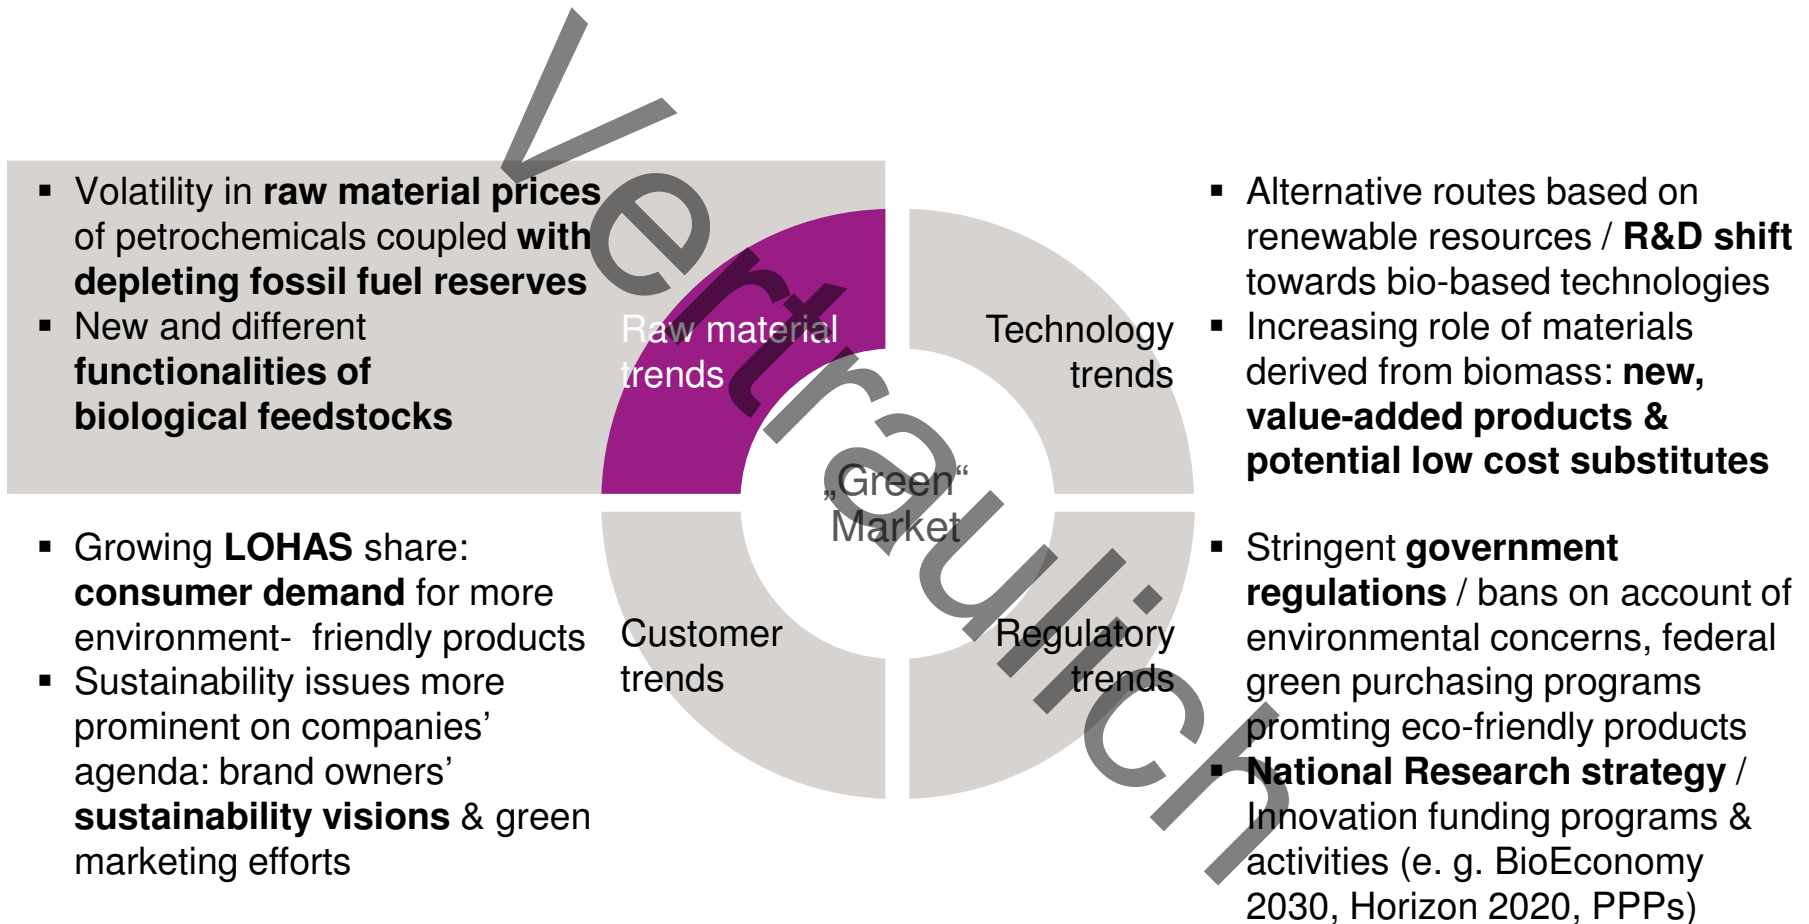 ▪ Volatility in raw material prices
of petrochemicals coupled with
depleting fossil fuel reserves
▪ New and different
functionalities of
biological feedstocks
Raw material
trends
Technology
trends
▪ Alternative routes based on
renewable resources / R&D shift
towards bio-based technologies
▪ Increasing role of materials
derived from biomass: new,
value-added products &
potential low cost substitutes
„Green“
Market
▪ Growing LOHAS share:
consumer demand for more
environment-  friendly products
▪ Sustainability issues more
prominent on companies’
agenda: brand owners’
sustainability visions & green
marketing efforts
Customer
trends
Regulatory
trends
▪ Stringent government
regulations / bans on account of
environmental concerns, federal
green purchasing programs
promting eco-friendly products
▪ National Research strategy /
Innovation funding programs &
activities (e. g. BioEconomy
2030, Horizon 2020, PPPs)
Vertraulich